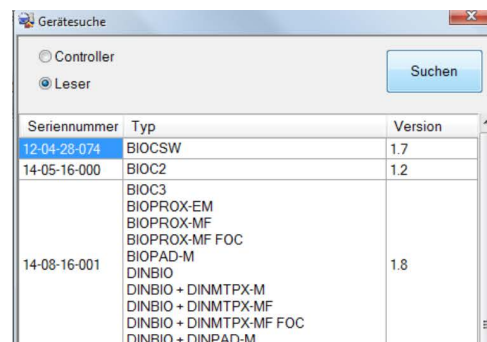 Gerätesuche
Controller
Leser
Suchen
Seriennummer Typ Version
12-04-28-074 BIOCSW 1.7
14-05-16-000 BIOC2 1.2
BIOC3
BIOPROX-EM
BIOPROX-MF
BIOPROX-MF FOC
BIOPAD-M
14-08-16-001 DINBIO 1.8
DINBIO + DINMTPX-M
DINBIO + DINMTPX-MF
DINBIO + DINMTPX-MF FOC
DINBIO + DINPAD-M